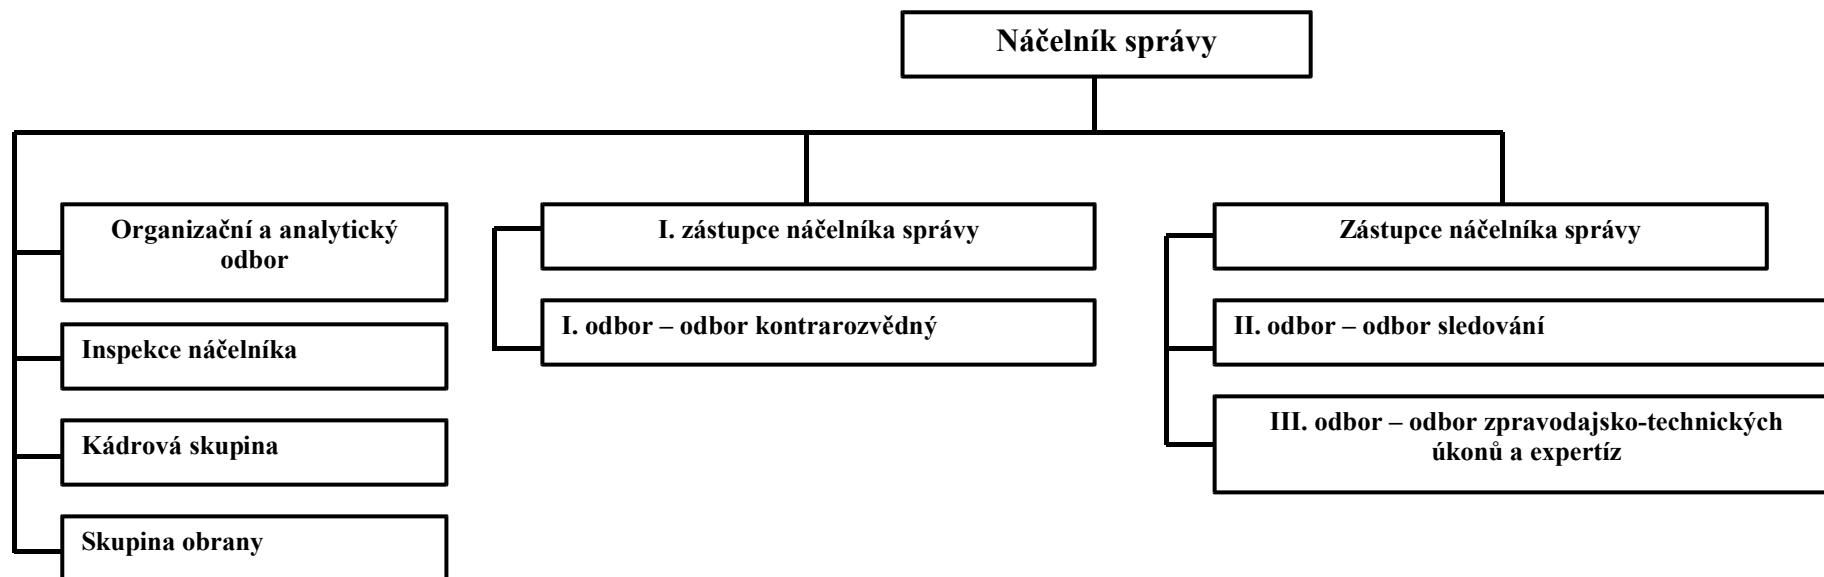 Náčelník správy
Organizační a analytický
odbor
Inspekce náčelníka
Kádrová skupina
Skupina obrany
I. zástupce náčelníka správy
I. odbor – odbor kontrarozvědný
Zástupce náčelníka správy
II. odbor – odbor sledování
III. odbor – odbor zpravodajsko-technických
úkonů a expertíz